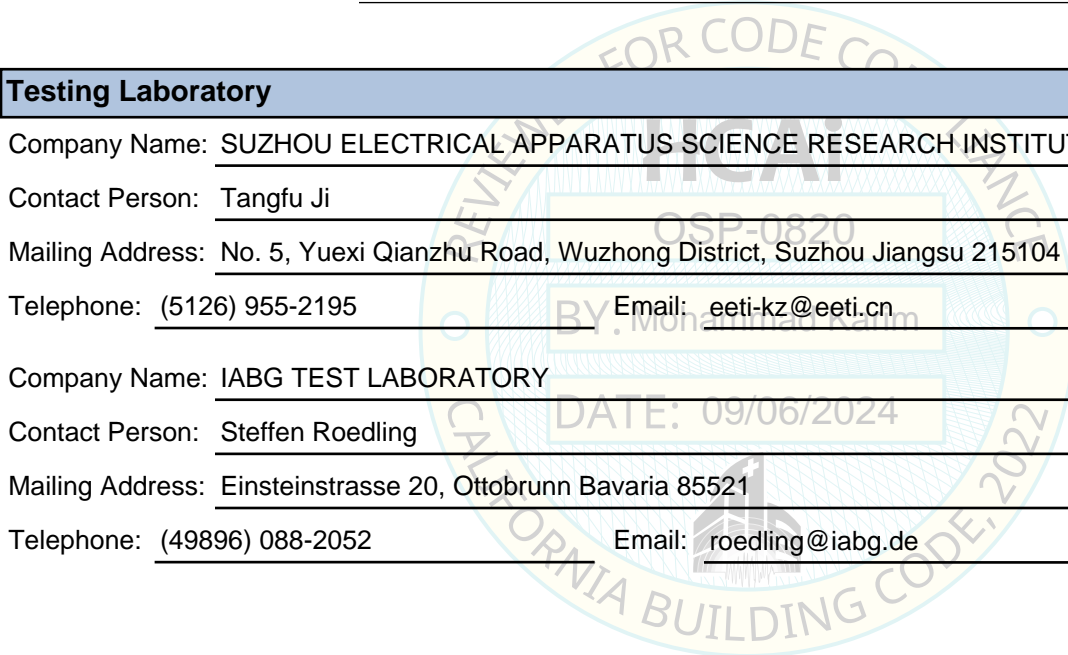 Testing Laboratory
Company Name: SUZHOU ELECTRICAL APPARATUS SCIENCE RESEARCH
Contact Person: Tangfu Ji
Mailing Address: No. 5, Yuexi Qianzhu Road, Wuzhong District, Suzhou Jiangsu 215104
Telephone: (5126) 955-2195 Email: eeti-kz@eeti.cn
Company Name: IABG TEST LABORATORY
Contact Person: Steffen Roedling
Mailing Address: Einsteinstrasse 20, Ottobrunn Bavaria 85521
Telephone: (49896) 088-2052 Email: roedling@iabg.de
FOR CODE
HCAi
OSP-0820
BY: Mohammad Karim
DATE: 09/06/2024
CALIFORNIA BUILDING CODE, 2022